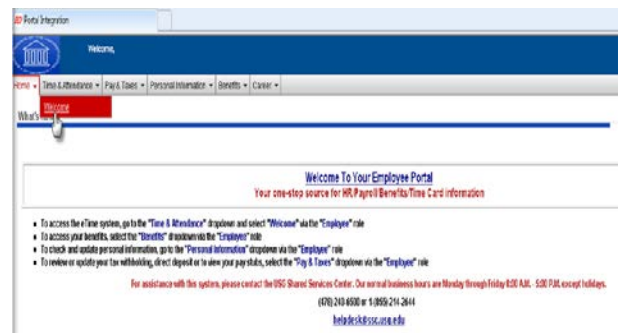 Portal Integration
Welcome,
Home Time & Attendance Pay & Taxes Personal Information Benefits Career
Welcome
What's
Welcome To Your Employee Portal
Your one-stop source for HR/Payroll/Benefits/Time Card information
To access the eTime system, go to the "Time & Attendance" dropdown and select "Welcome" via the "Employee" role
To access your benefits, select the "Benefits" dropdown via the "Employee" role
To check and update personal information, go to the "Personal Information" dropdown via the "Employee" role
To review or update your tax withholding, direct deposit or to view your pay stubs, select the "Pay & Taxes" dropdown via the "Employee" role
For assistance with this system, please contact the USG Shared Services Center. Our normal business hours are Monday through Friday 8:00 A.M. - 5:00 P.M. except holidays.
(478) 240-6500 or 1-(855) 214-2644
helpdesk@ssc.usg.edu